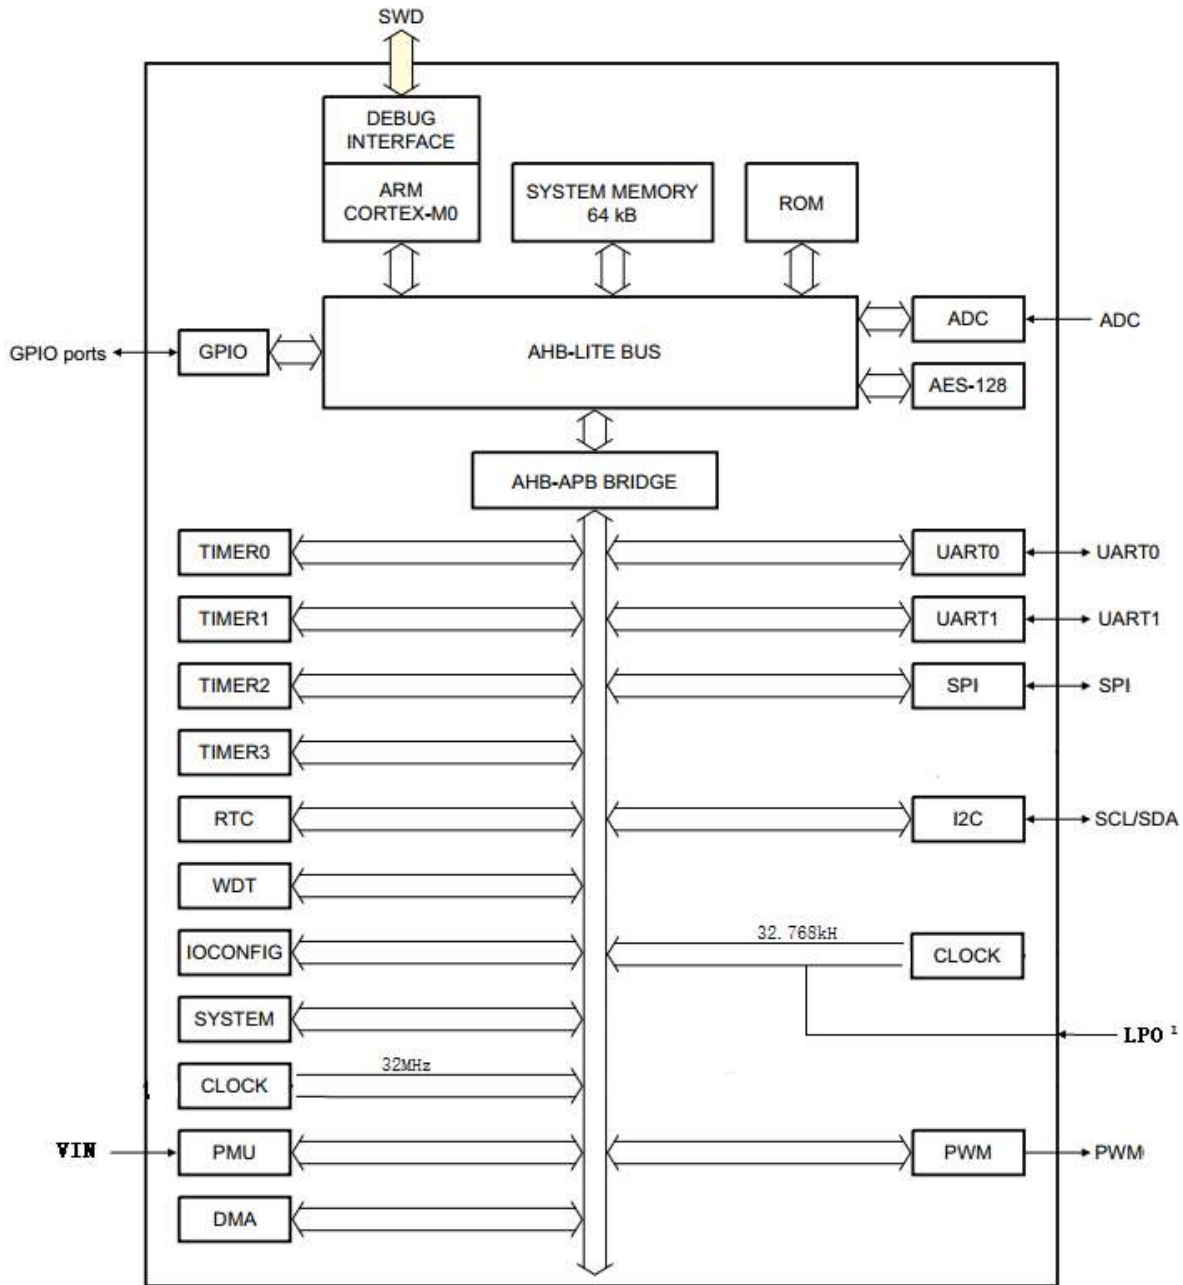 SWD
DEBUG
INTERFACE
ARM
CORTEX-M0
SYSTEM MEMORY
64 kB
ROM
GPIO ports
GPIO
AHB-LITE BUS
ADC
ADC
AES-128
AHB-APB BRIDGE
TIMER0
UART0
UART0
TIMER1
UART1
UART1
TIMER2
SPI
SPI
TIMER3
RTC
I2C
SCL/SDA
WDT
IOCONFIG
32.768kH
CLOCK
SYSTEM
LPO ¹
CLOCK
32MHz
VIN
PMU
PWM
PWM
DMA